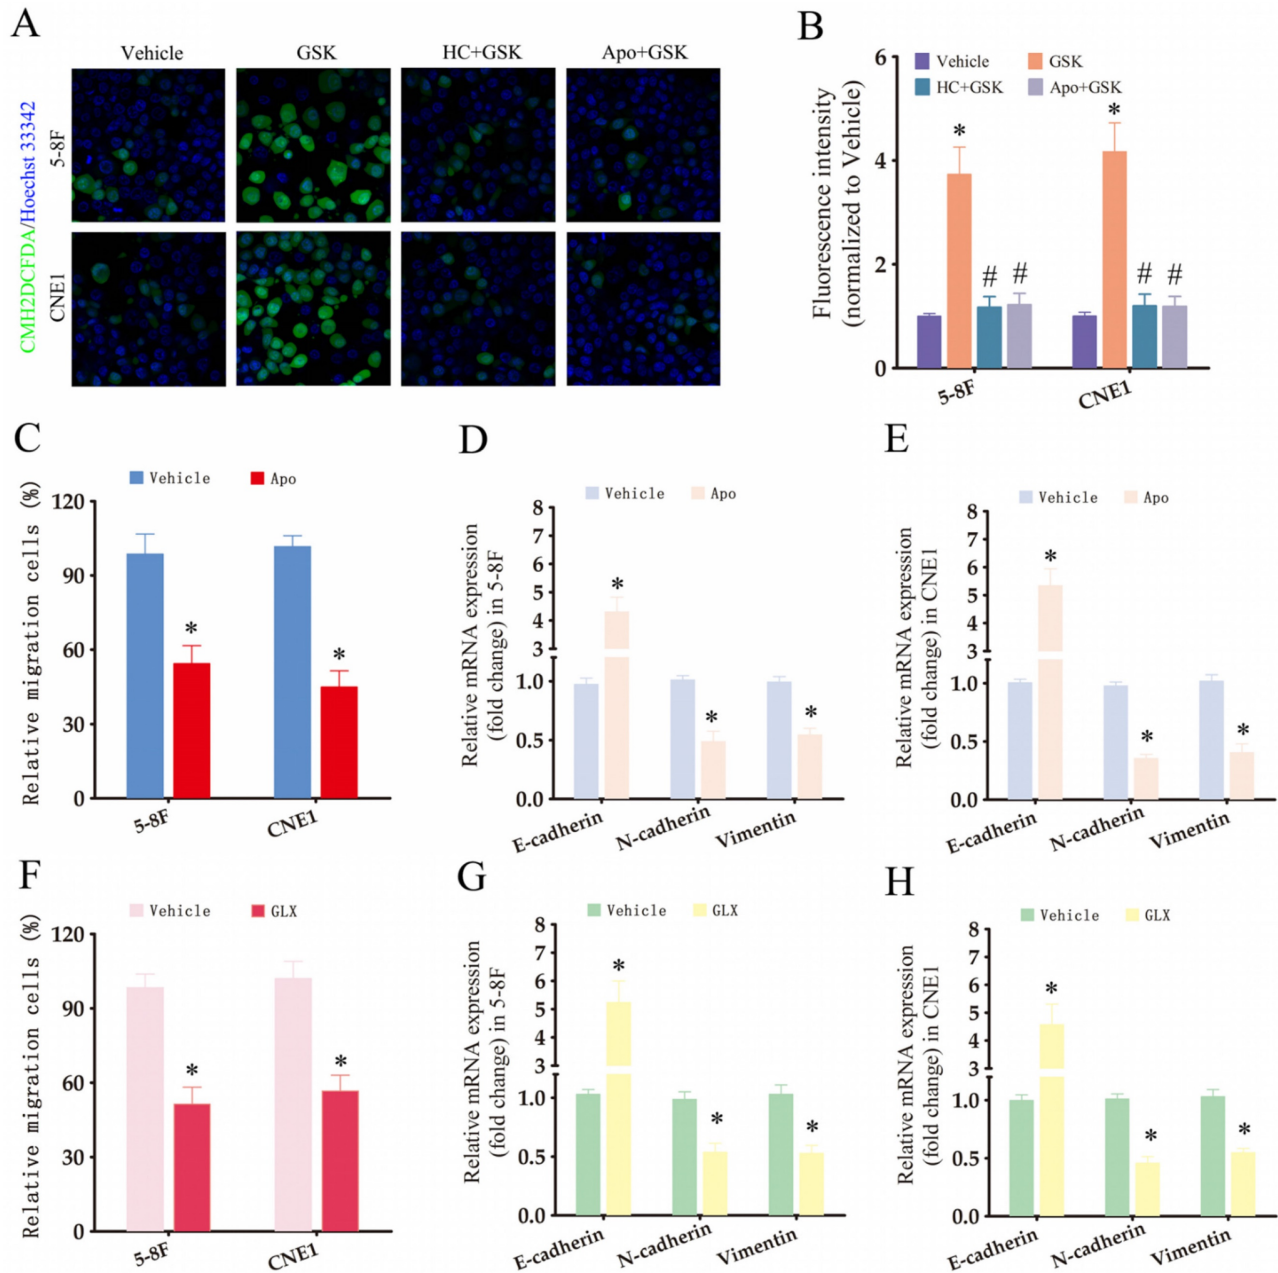 A
Vehicle
GSK
HC+GSK
Apo+GSK
CMH2DCFDA/Hoechst 33342
5-8F
CNE1
B
Fluorescence intensity
(normalized to Vehicle)
Vehicle
GSK
HC+GSK
Apo+GSK
6
4
2
0
*
#
#
*
#
#
5-8F
CNE1
C
Relative migration cells (%)
Vehicle
Apo
120
90
60
30
0
*
*
5-8F
CNE1
D
Relative mRNA expression
(fold change) in 5-8F
Vehicle
Apo
8
7
6
5
4
3
1.0
0.5
0.0
*
*
*
E-cadherin
N-cadherin
Vimentin
E
Relative mRNA expression
(fold change) in CNE1
Vehicle
Apo
8
7
6
5
4
3
1.0
0.5
0.0
*
*
*
E-cadherin
N-cadherin
Vimentin
F
Relative migration cells (%)
Vehicle
GLX
120
90
60
30
0
*
*
5-8F
CNE1
G
Relative mRNA expression
(fold change) in 5-8F
Vehicle
GLX
8
7
6
5
4
3
1.0
0.5
0.0
*
*
*
E-cadherin
N-cadherin
Vimentin
H
Relative mRNA expression
(fold change) in CNE1
Vehicle
GLX
8
7
6
5
4
3
1.0
0.5
0.0
*
*
*
E-cadherin
N-cadherin
Vimentin